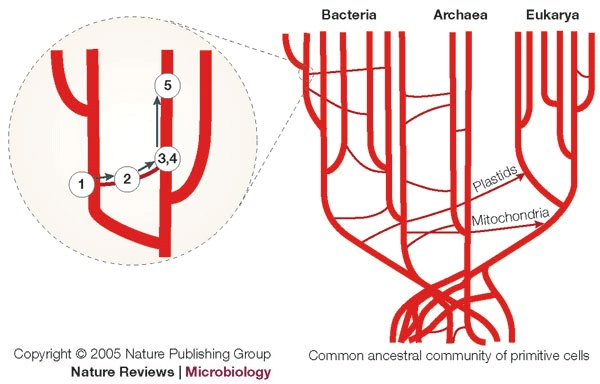 Bacteria Archaea Eukarya
5
3,4
2
1
Plastids
Mitochondria
Copyright © 2005 Nature Publishing Group
Nature Reviews | Microbiology
Common ancestral community of primitive cells